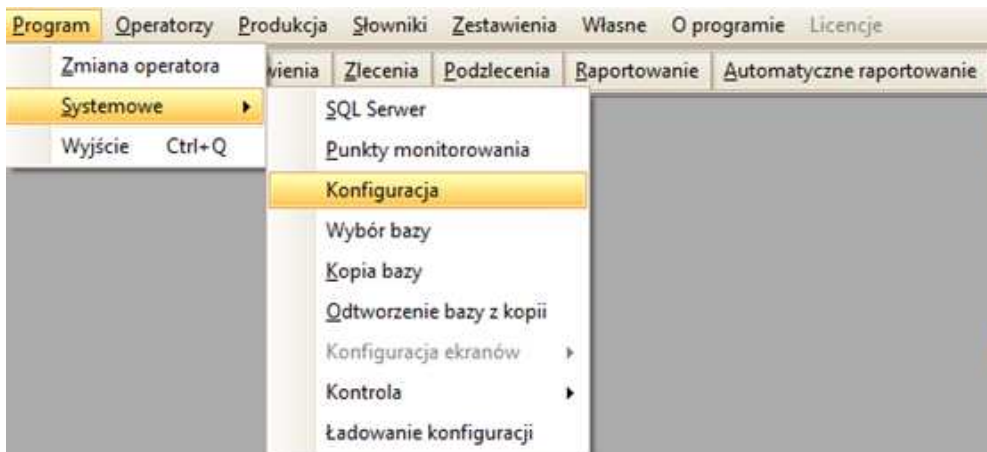 Program Operatorzy Produkcja Słowniki Zestawienia Własne O programie Licencje
Zmiana operatora wienia Zlecenia Podzlecenia Raportowanie Automatyczne raportowanie
Systemowe
Wyjście Ctrl+Q
SQL Serwer
Punkty monitorowania
Konfiguracja
Wybór bazy
Kopia bazy
Odtworzenie bazy z kopii
Konfiguracja ekranów
Kontrola
Ładowanie konfiguracji